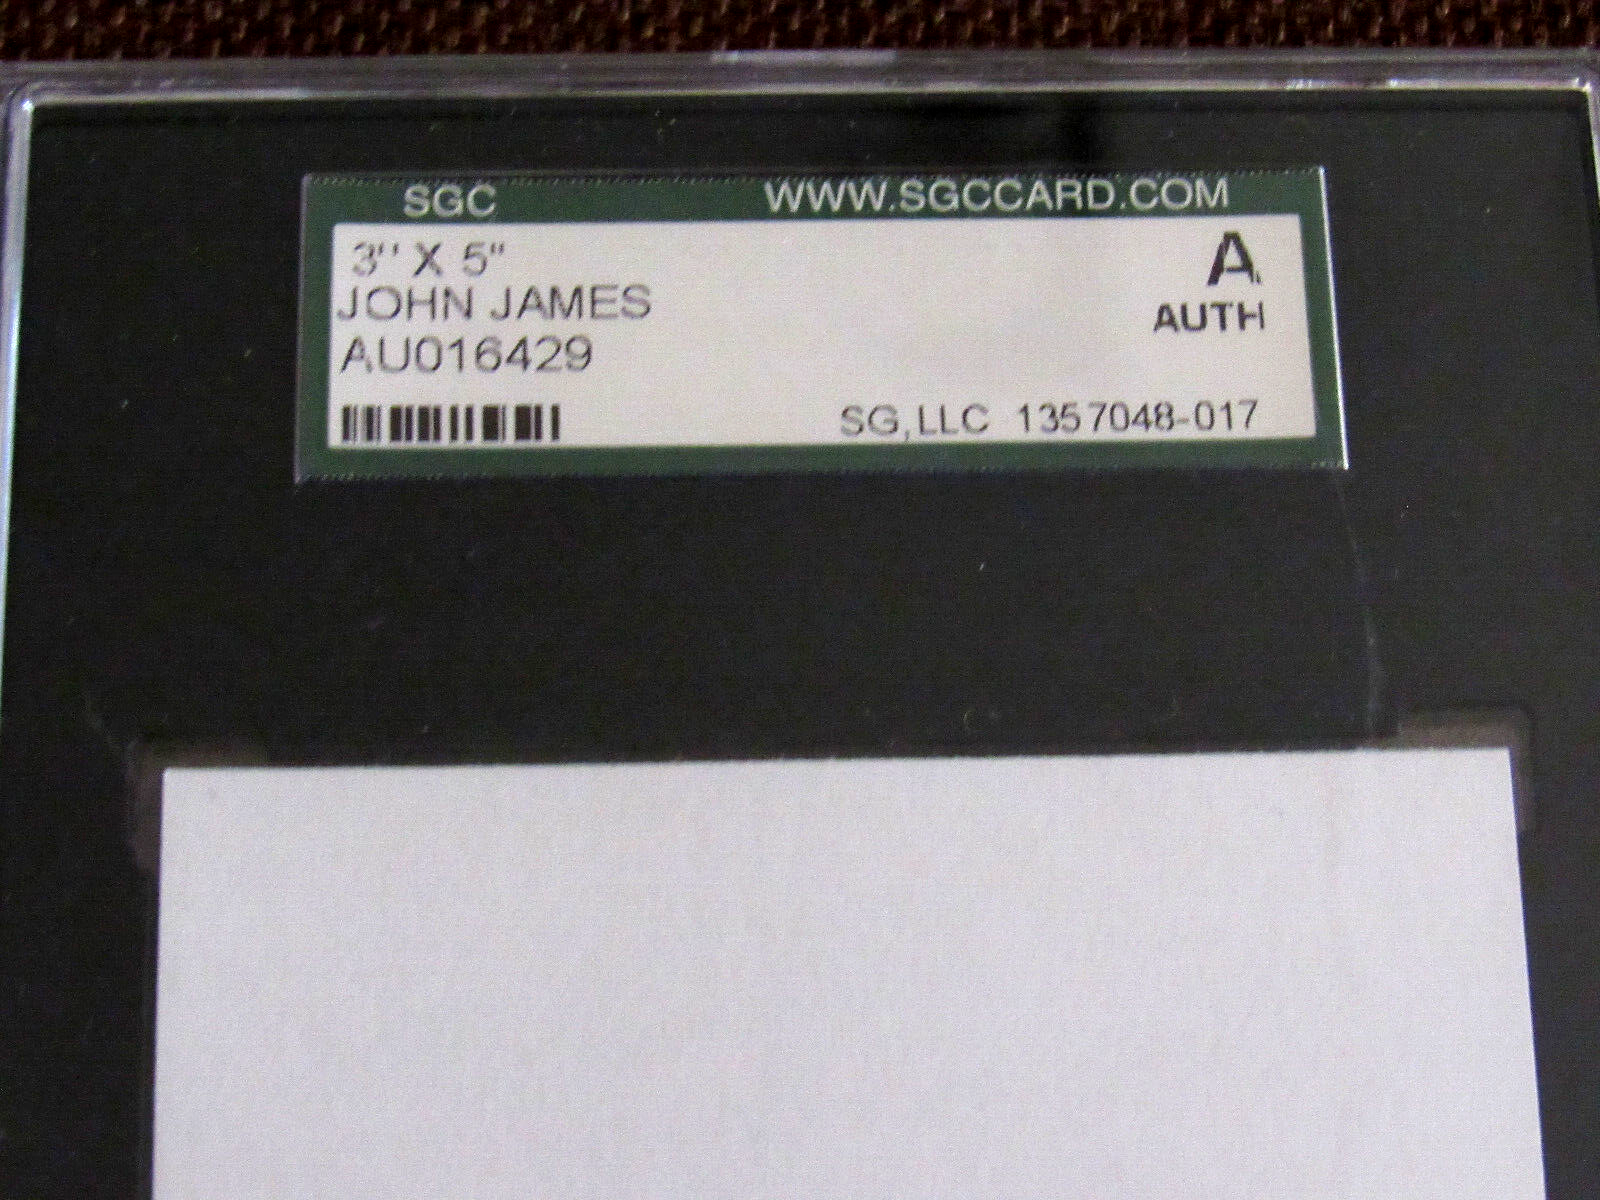 SGC WWW.SGCCARD.COM
3" X 5" A
JOHN JAMES AUTH
AU016429
SG,LLC 1357048-017